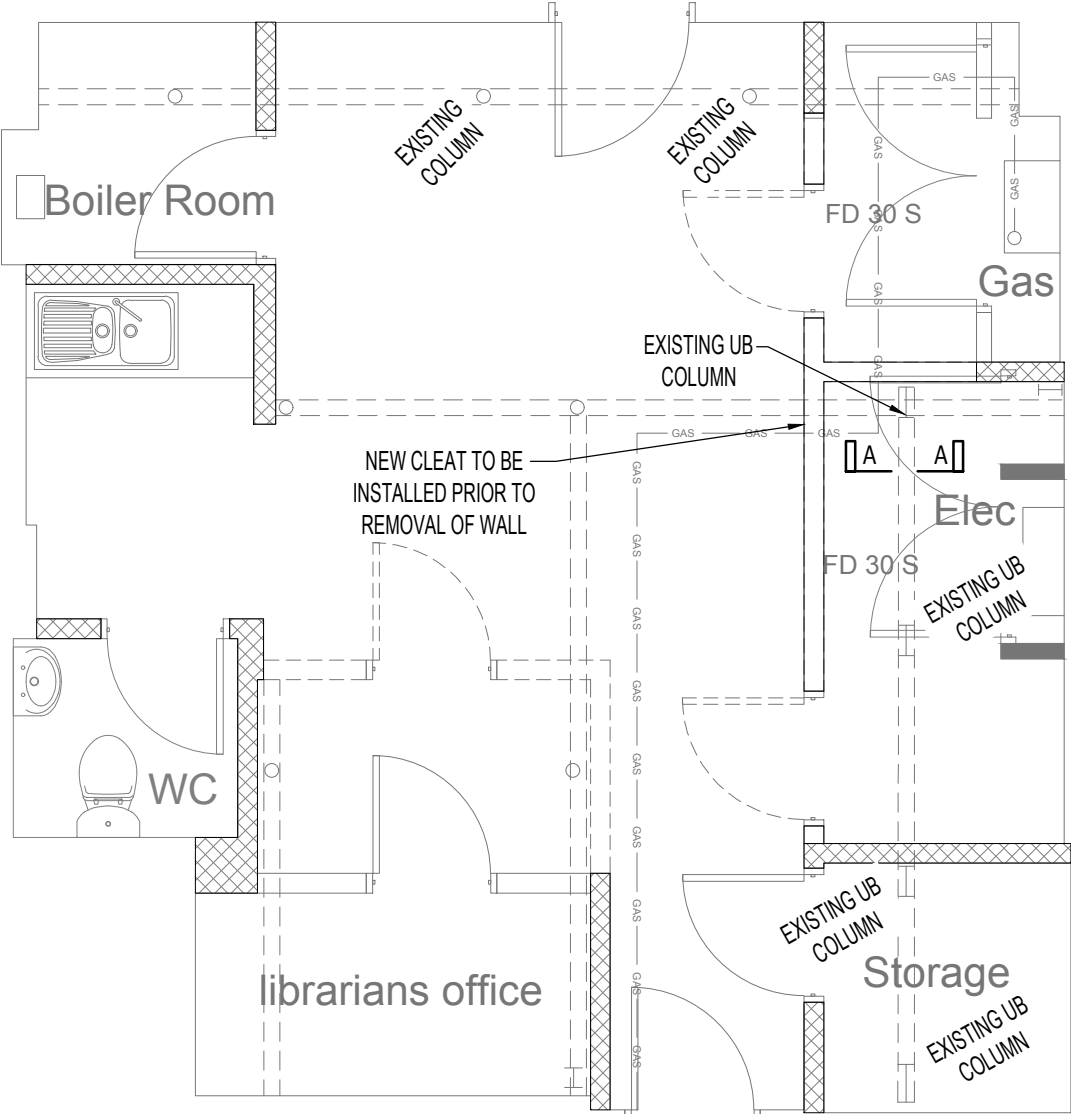 GAS
EXISTING
COLUMN
EXISTING
COLUMN
GAS
GAS
Boiler Room
GAS
FD 30 S
GAS
Gas
GAS
EXISTING UB
COLUMN
GAS
GAS
GAS
GAS
NEW CLEAT TO BE
INSTALLED PRIOR TO
REMOVAL OF WALL
A
A
GAS
Elec
GAS
FD 30 S
EXISTING UB
COLUMN
GAS
GAS
GAS
WC
GAS
GAS
EXISTING UB
COLUMN
Storage
librarians office
GAS
EXISTING UB
COLUMN
GAS